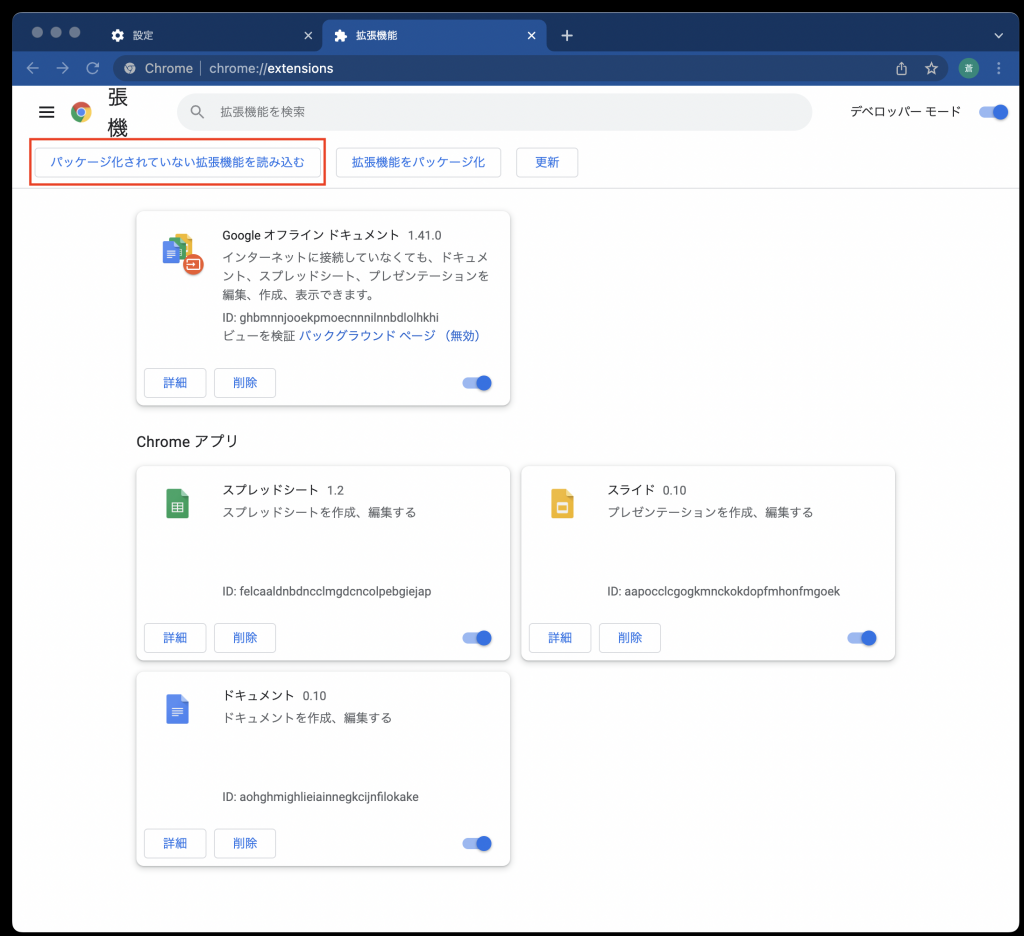 設定
拡張機能
Chrome
chrome://extensions
蒼
張
機
拡張機能を検索
デベロッパー モード
パッケージ化されていない拡張機能を読み込む
拡張機能をパッケージ化
更新
Google オフライン ドキュメント 1.41.0
インターネットに接続していなくても、ドキュメ
ント、スプレッドシート、プレゼンテーションを
編集、作成、表示できます。
ID: ghbmnnjooekpmoecnnnilnnbdlolhkhi
ビューを検証 バックグラウンド ページ （無効）
詳細
削除
Chrome アプリ
スプレッドシート 1.2
スプレッドシートを作成、編集する
ID: felcaaldnbdncclmgdcncolpebgiejap
詳細
削除
スライド 0.10
プレゼンテーションを作成、編集する
ID: aapocclcgogkmnckokdopfmhonfmgoek
詳細
削除
ドキュメント 0.10
ドキュメントを作成、編集する
ID: aohghmighlieiainnegkcijnfilokake
詳細
削除